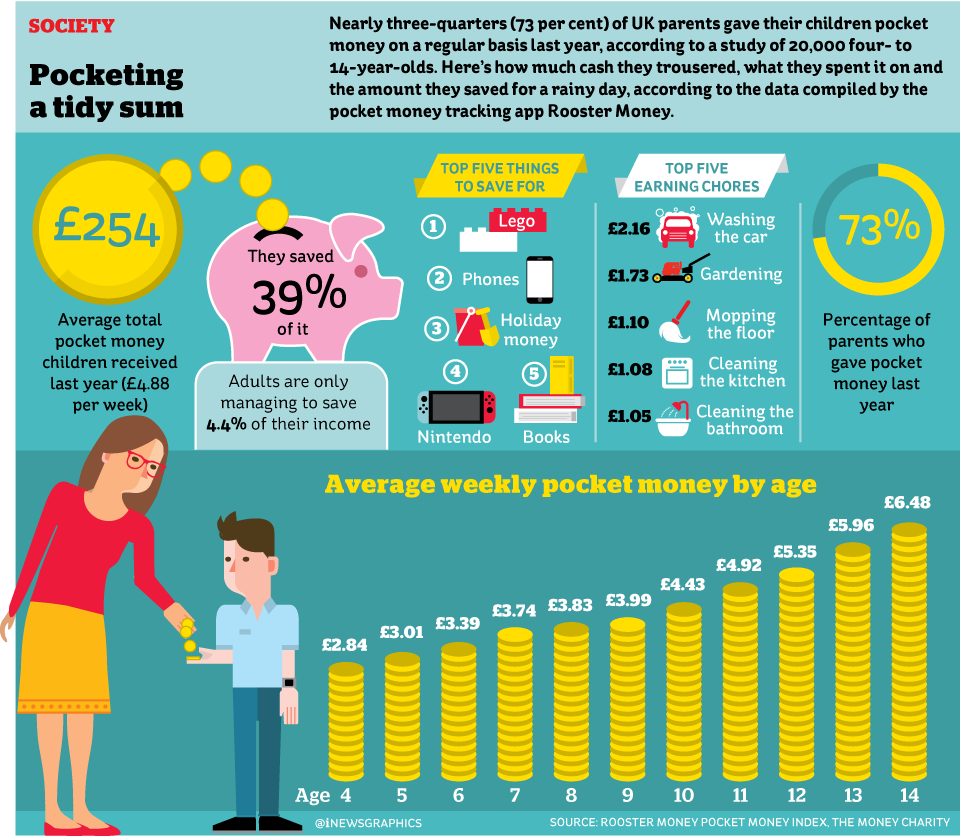 SOCIETY
Pocketing
a tidy sum
Nearly three-quarters (73 per cent) of UK parents gave their children pocket
money on a regular basis last year, according to a study of 20,000 four- to
14-year-olds. Here's how much cash they trousered, what they spent it on and
the amount they saved for a rainy day, according to the data compiled by the
pocket money tracking app Rooster Money.
£254
Average total
pocket money
children received
last year (£4.88
per week)
They saved
39%
of it
Adults are only
managing to save
4.4% of their income
TOP FIVE THINGS
TO SAVE FOR
1
Lego
2 Phones
3 Holiday
money
4
Nintendo
5
Books
TOP FIVE
EARNING CHORES
£2.16 Washing
the car
£1.73 Gardening
£1.10 Mopping
the floor
£1.08 Cleaning
the kitchen
£1.05 Cleaning the
bathroom
73%
Percentage of
parents who
gave pocket
money last
year
Average weekly pocket money by age
£2.84
£3.01
£3.39
£3.74
£3.83
£3.99
£4.43
£4.92
£5.35
£5.96
£6.48
Age 4 5 6 7 8 9 10 11 12 13 14
@iNEWSGRAPHICS
SOURCE: ROOSTER MONEY POCKET MONEY INDEX, THE MONEY CHARITY